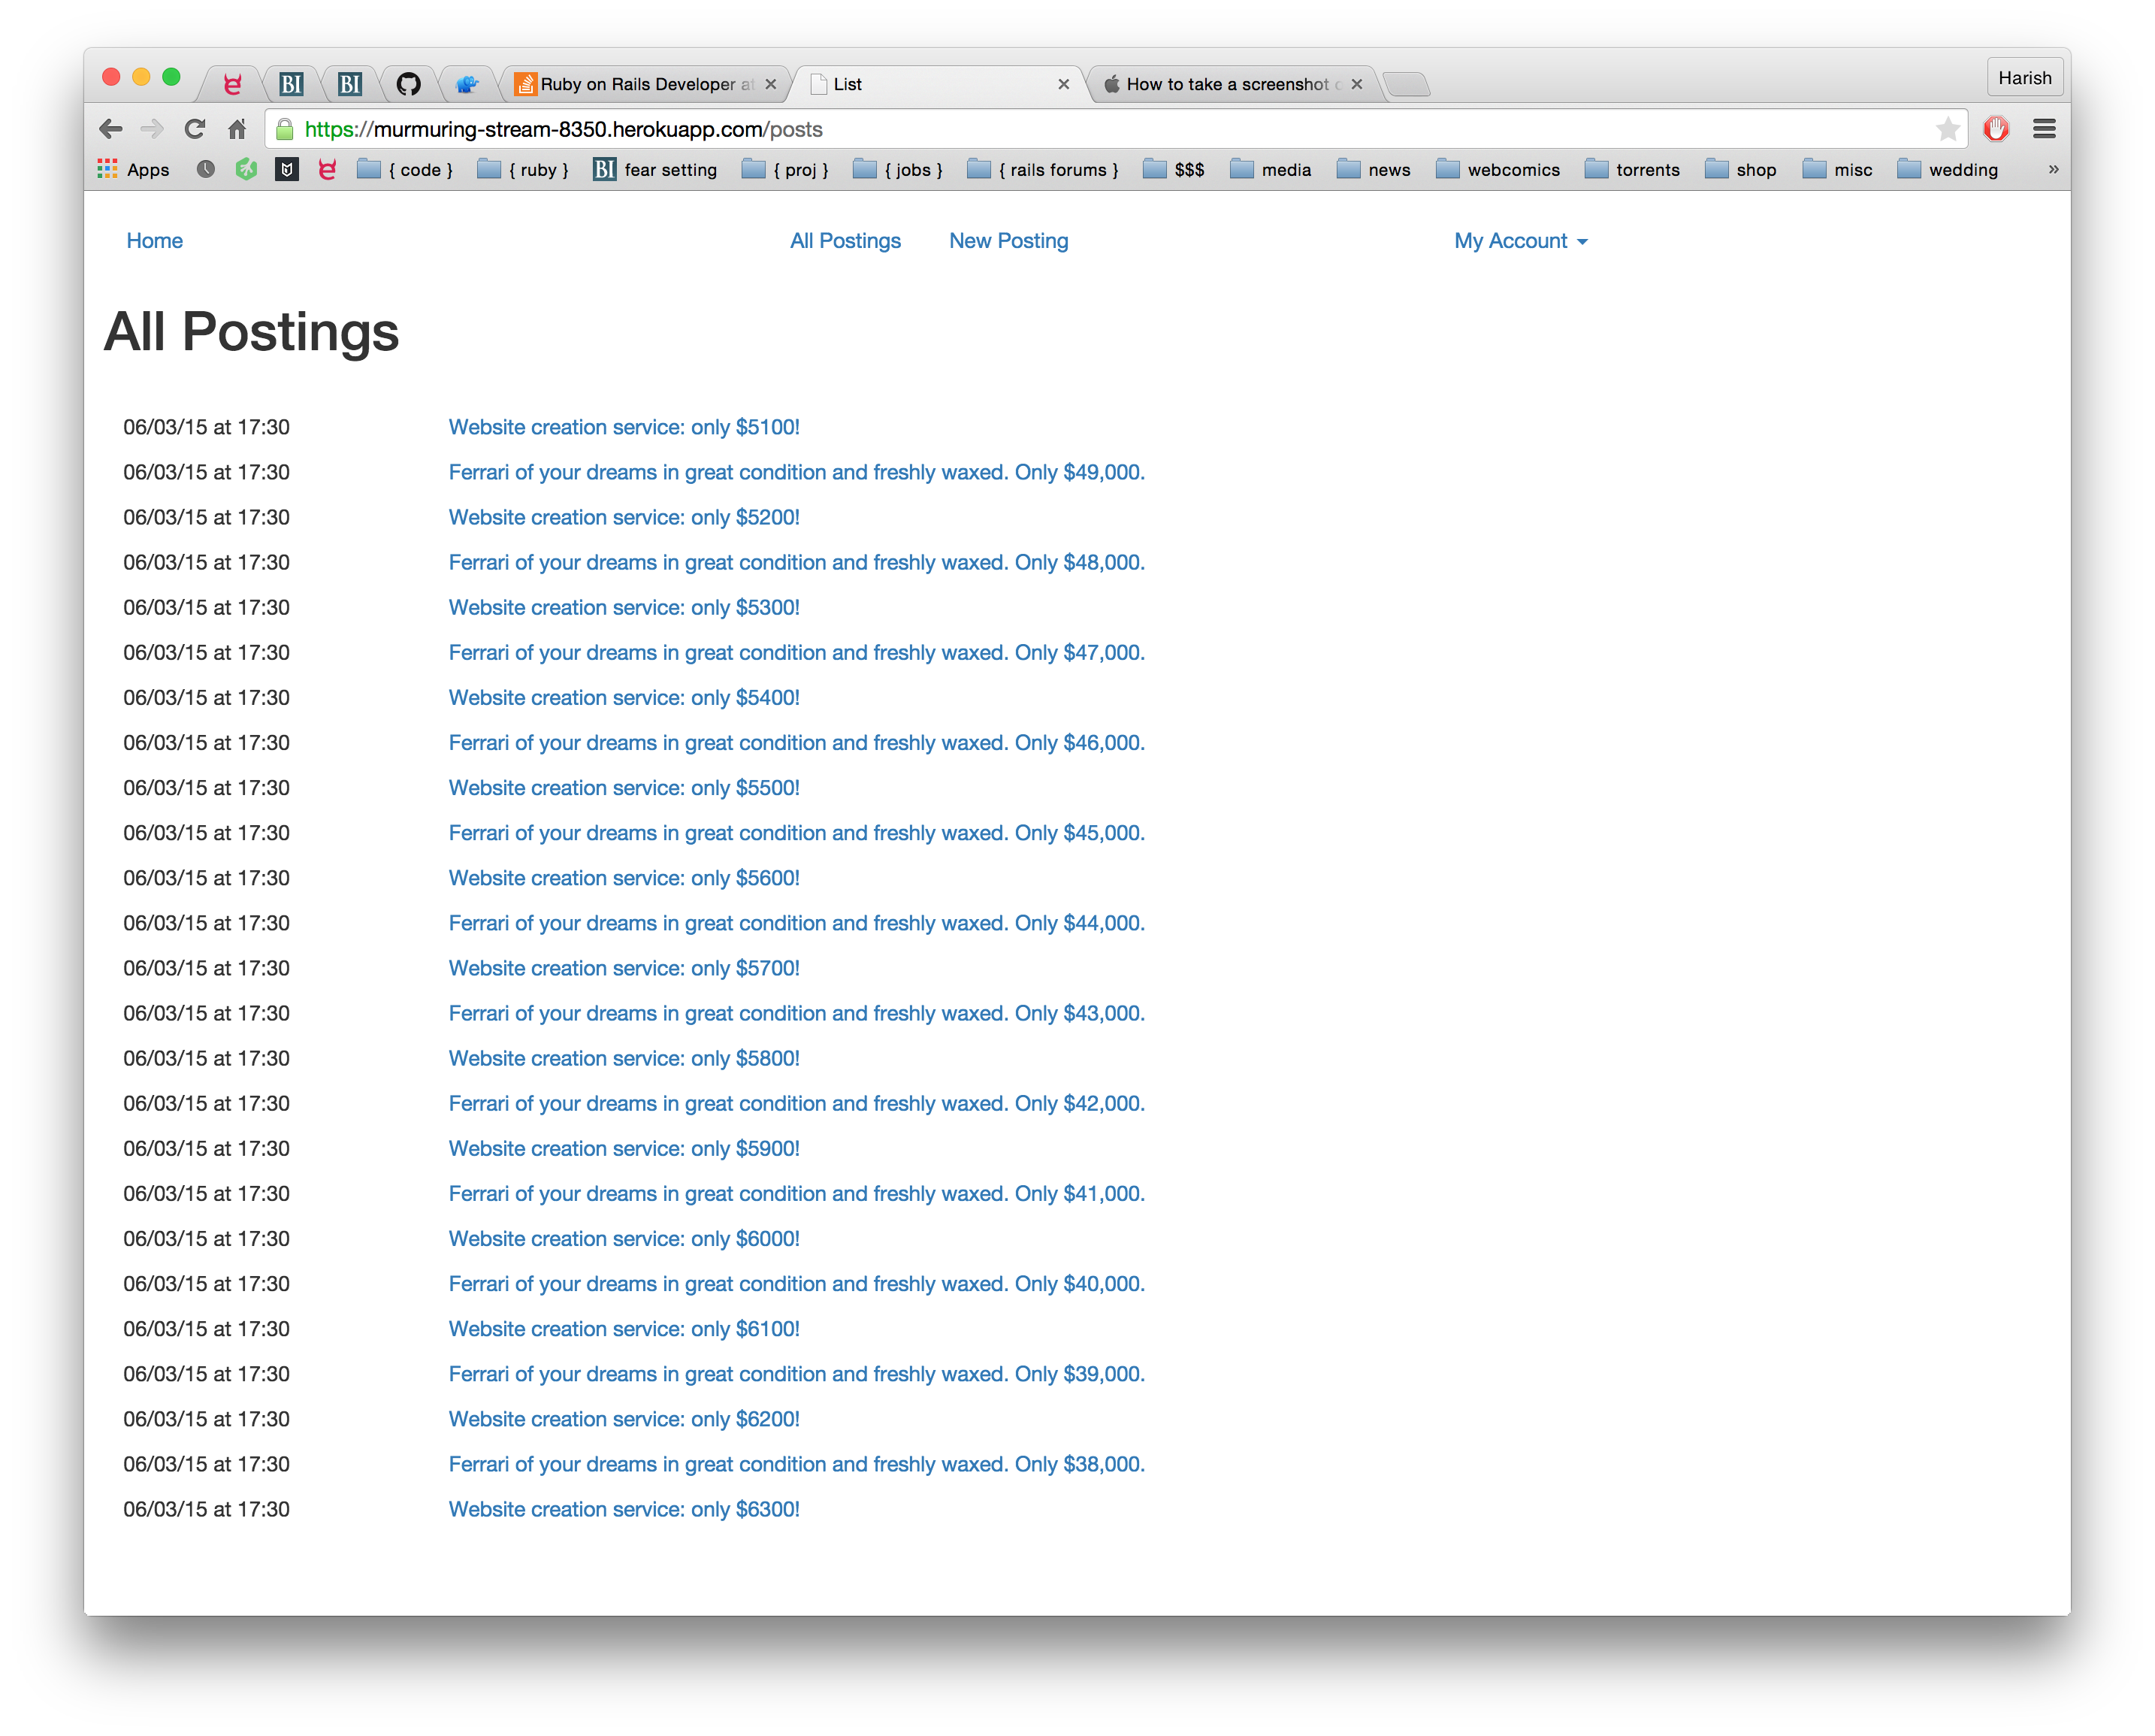 Ruby on Rails Developer at List How to take a screenshot o Harish
https://murmuring-stream-8350.herokuapp.com/posts
Apps { code } { ruby } BI fear setting { proj } { jobs } { rails forums } $$$ media news webcomics torrents shop misc wedding »
Home All Postings New Posting My Account
All Postings
06/03/15 at 17:30 Website creation service: only $5100!
06/03/15 at 17:30 Ferrari of your dreams in great condition and freshly waxed. Only $49,000.
06/03/15 at 17:30 Website creation service: only $5200!
06/03/15 at 17:30 Ferrari of your dreams in great condition and freshly waxed. Only $48,000.
06/03/15 at 17:30 Website creation service: only $5300!
06/03/15 at 17:30 Ferrari of your dreams in great condition and freshly waxed. Only $47,000.
06/03/15 at 17:30 Website creation service: only $5400!
06/03/15 at 17:30 Ferrari of your dreams in great condition and freshly waxed. Only $46,000.
06/03/15 at 17:30 Website creation service: only $5500!
06/03/15 at 17:30 Ferrari of your dreams in great condition and freshly waxed. Only $45,000.
06/03/15 at 17:30 Website creation service: only $5600!
06/03/15 at 17:30 Ferrari of your dreams in great condition and freshly waxed. Only $44,000.
06/03/15 at 17:30 Website creation service: only $5700!
06/03/15 at 17:30 Ferrari of your dreams in great condition and freshly waxed. Only $43,000.
06/03/15 at 17:30 Website creation service: only $5800!
06/03/15 at 17:30 Ferrari of your dreams in great condition and freshly waxed. Only $42,000.
06/03/15 at 17:30 Website creation service: only $5900!
06/03/15 at 17:30 Ferrari of your dreams in great condition and freshly waxed. Only $41,000.
06/03/15 at 17:30 Website creation service: only $6000!
06/03/15 at 17:30 Ferrari of your dreams in great condition and freshly waxed. Only $40,000.
06/03/15 at 17:30 Website creation service: only $6100!
06/03/15 at 17:30 Ferrari of your dreams in great condition and freshly waxed. Only $39,000.
06/03/15 at 17:30 Website creation service: only $6200!
06/03/15 at 17:30 Ferrari of your dreams in great condition and freshly waxed. Only $38,000.
06/03/15 at 17:30 Website creation service: only $6300!